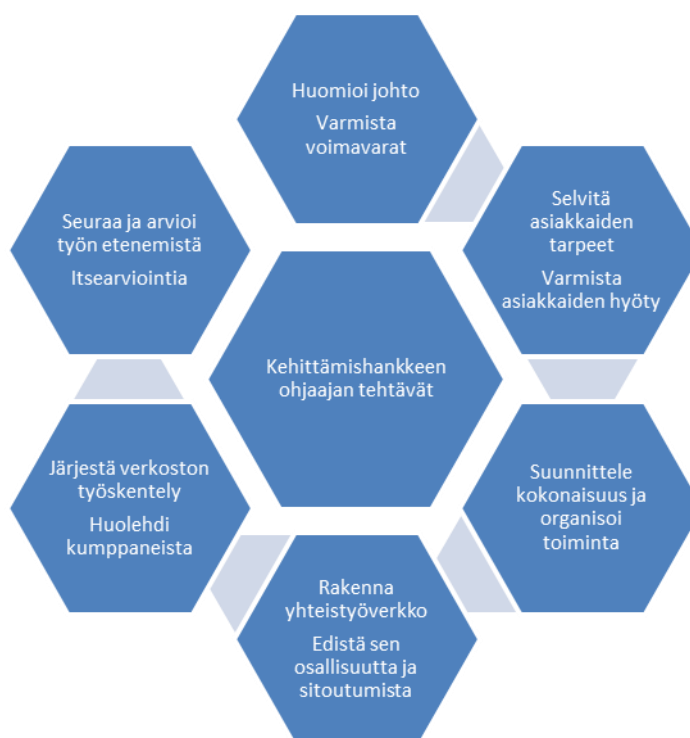 Huomioi johto
Varmista
voimavarat
Selvitä
asiakkaiden
tarpeet
Varmista
asiakkaiden hyöty
Suunnittele
kokonaisuus ja
organisoi
toiminta
Rakenna
yhteistyöverkko
Edistä sen
osallisuutta ja
sitoutumista
Järjestä verkoston
työskentely
Huolehdi
kumppaneista
Seuraa ja arvioi
työn etenemistä
Itsearviointia
Kehittämishankkeen
ohjaajan tehtävät